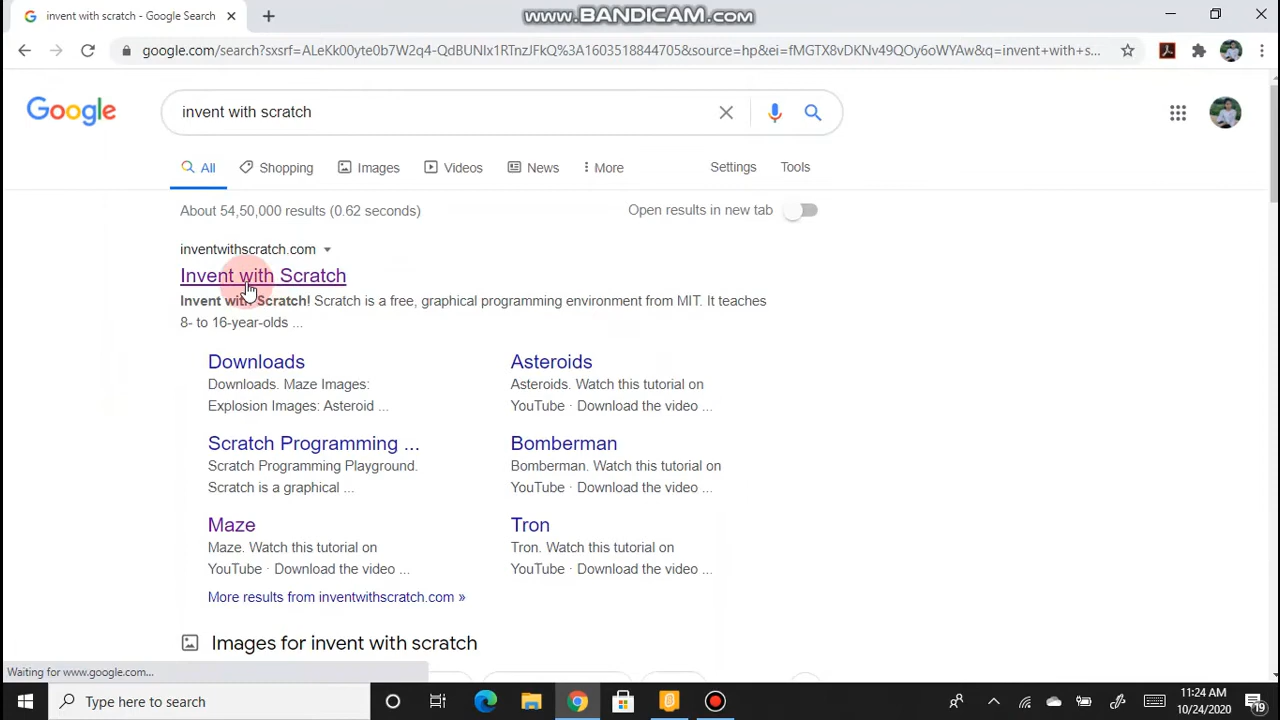 invent with scratch - Google Search
www.BANDICAM.com
google.com/search?sxsrf=ALeKk00yte0b7W2q4-QdBUNIx1RTnzJFkQ%3A1603518844705&source=hp&ei=fMGTX8vDKNv49QOy6oWYAw&q=invent+with+s...
Google
invent with scratch
All Shopping Images Videos News More Settings Tools
About 54,50,000 results (0.62 seconds)
Open results in new tab
inventwithscratch.com
Invent with Scratch
Invent with Scratch! Scratch is a free, graphical programming environment from MIT. It teaches
8- to 16-year-olds ...
Downloads
Downloads. Maze Images:
Explosion Images: Asteroid ...
Asteroids
Asteroids. Watch this tutorial on
YouTube · Download the video ...
Scratch Programming ...
Scratch Programming Playground.
Scratch is a graphical ...
Bomberman
Bomberman. Watch this tutorial on
YouTube · Download the video ...
Maze
Maze. Watch this tutorial on
YouTube · Download the video ...
Tron
Tron. Watch this tutorial on
YouTube · Download the video ...
More results from inventwithscratch.com »
Images for invent with scratch
Waiting for www.google.com...
Type here to search
11:24 AM
10/24/2020
19